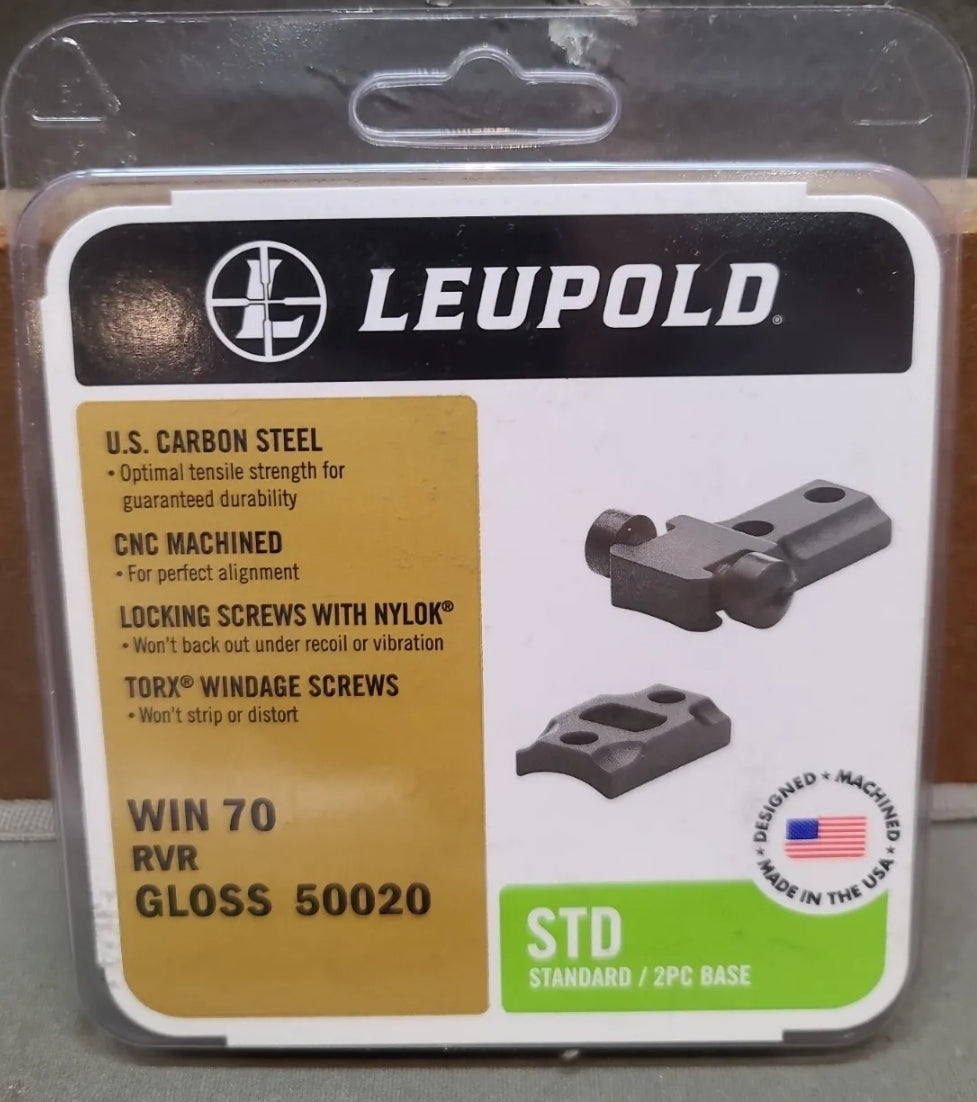 LEUPOLD®
U.S. CARBON STEEL
• Optimal tensile strength for
guaranteed durability
CNC MACHINED
• For perfect alignment
LOCKING SCREWS WITH NYLOK®
• Won't back out under recoil or vibration
TORX® WINDAGE SCREWS
• Won't strip or distort
WIN 70
RVR
GLOSS 50020
DESIGNED ★ MACHINED
★ MADE IN THE USA ★
STD
STANDARD / 2PC BASE